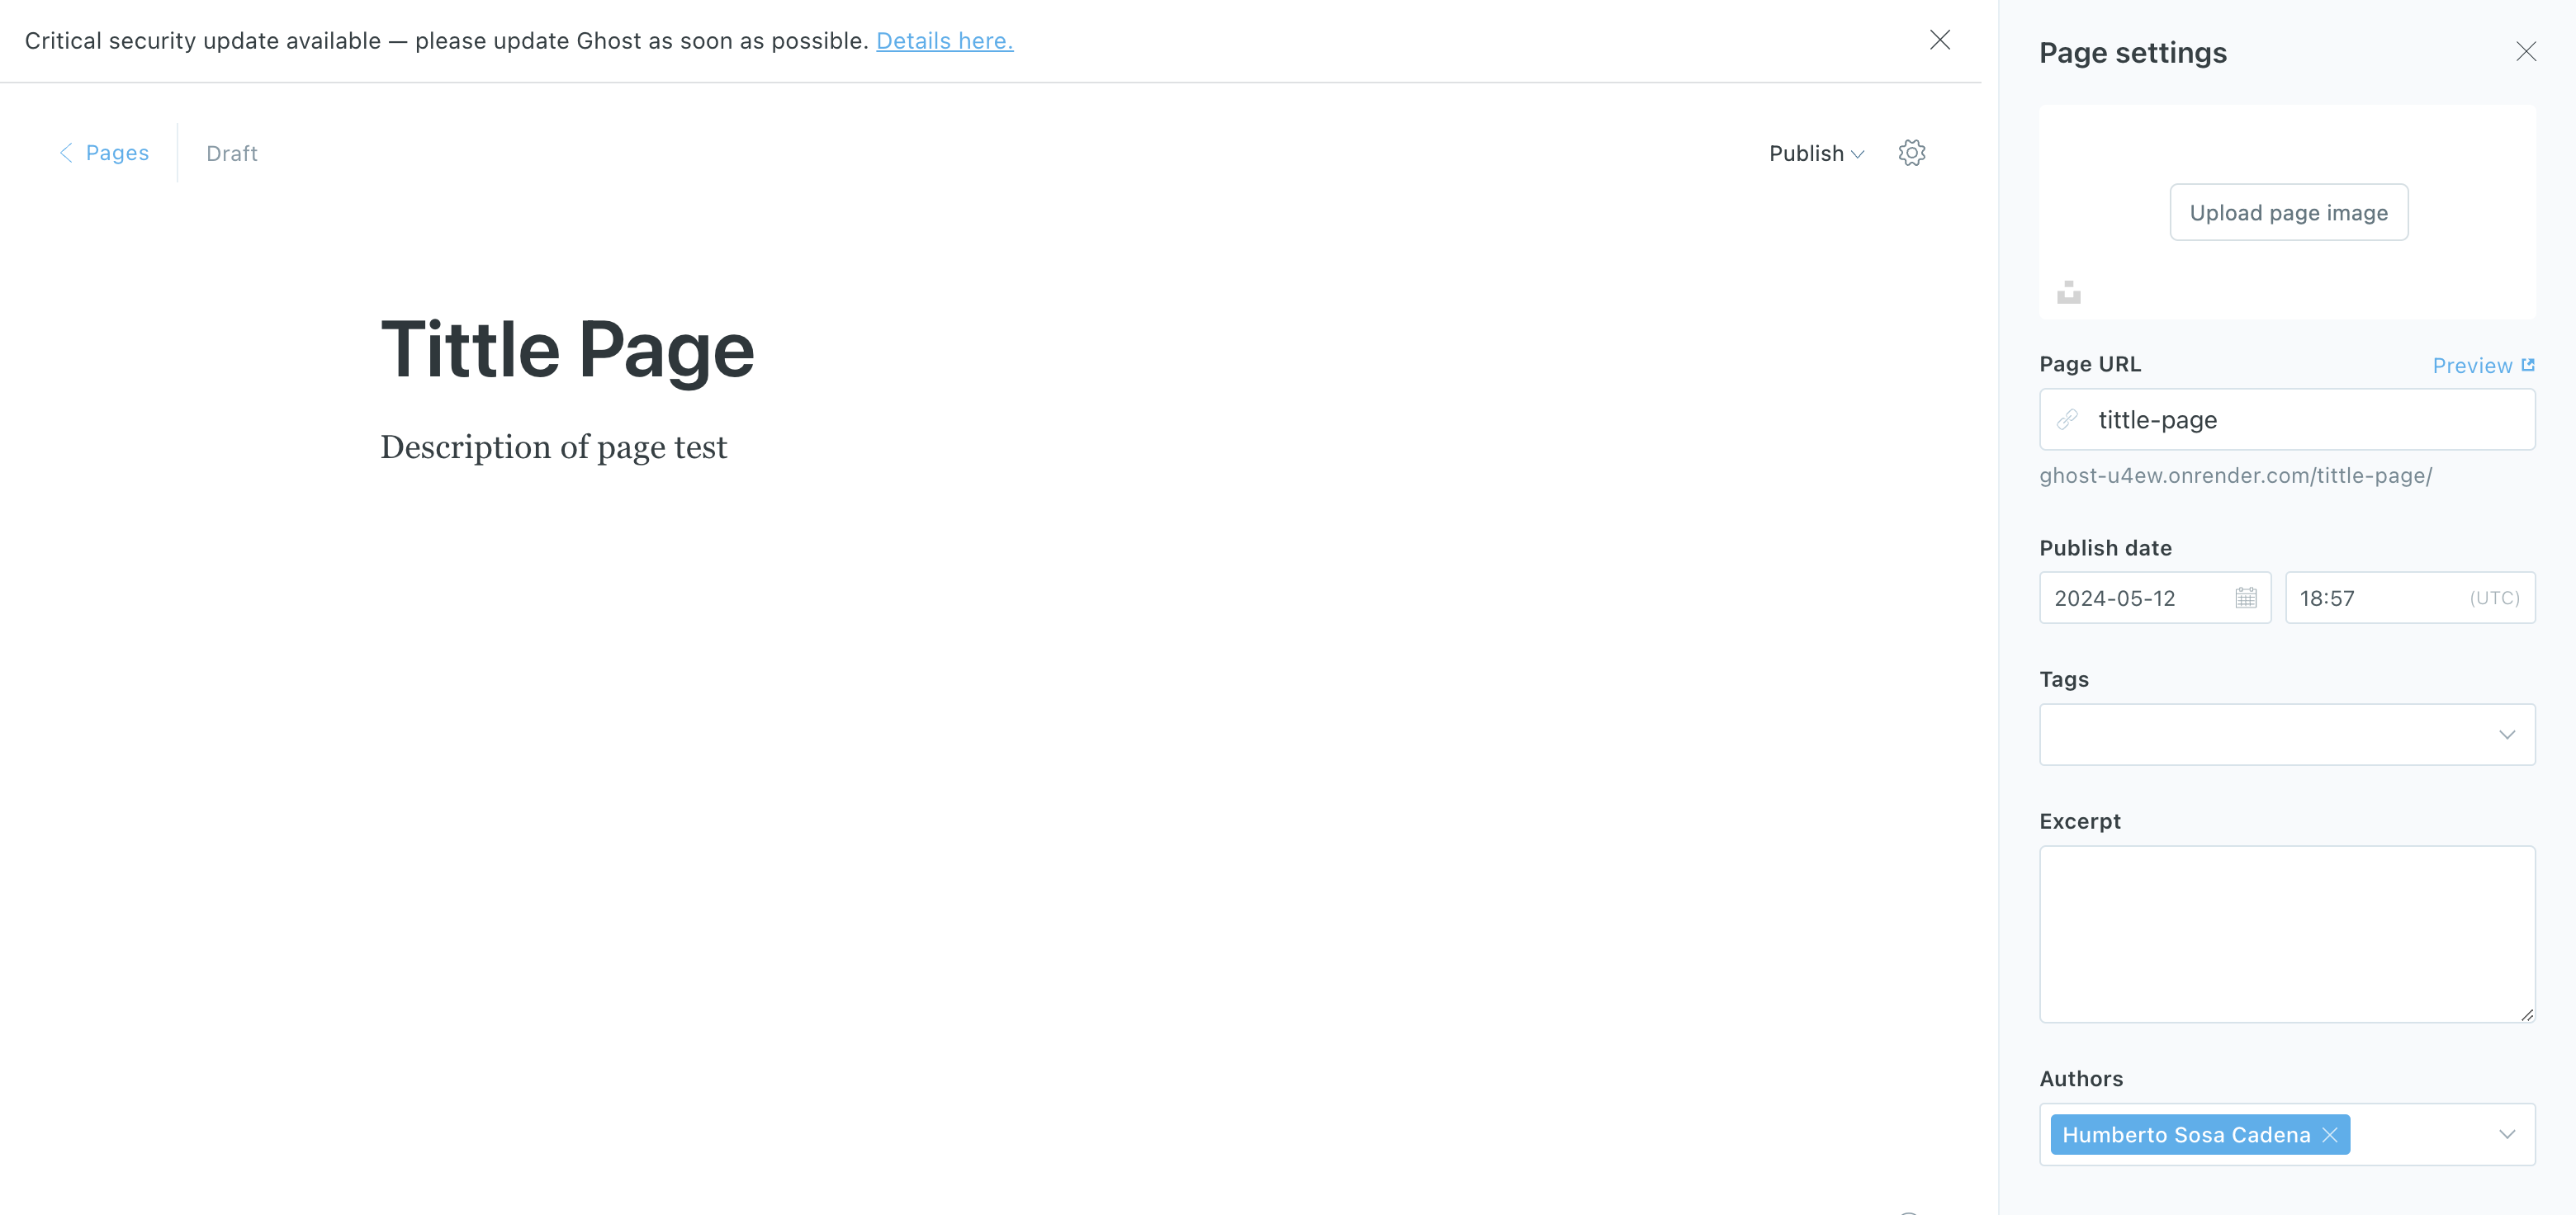 Critical security update available — please update Ghost as soon as possible. Details here.
Pages
Draft
Publish
Tittle Page
Description of page test
Page settings
Upload page image
Page URL
Preview
tittle-page
ghost-u4ew.onrender.com/tittle-page/
Publish date
2024-05-12
18:57 (UTC)
Tags
Excerpt
Authors
Humberto Sosa Cadena